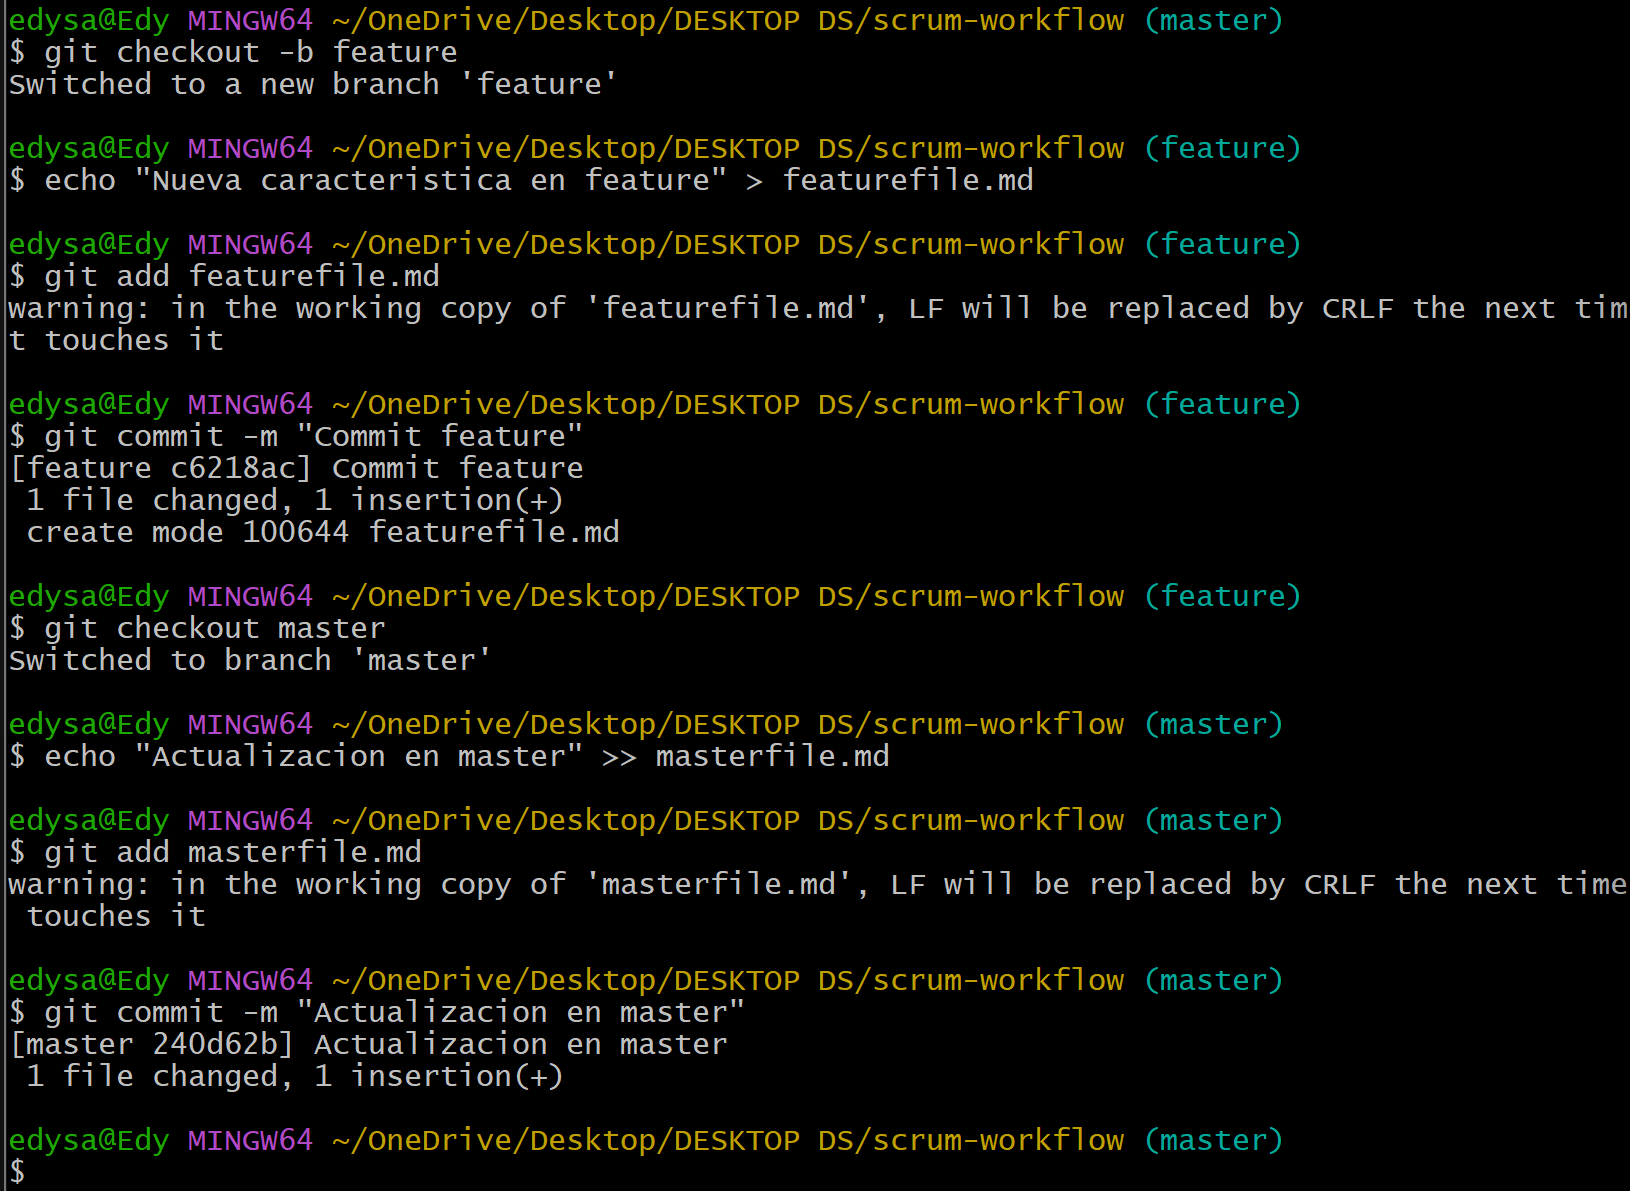 edysa@Edy MINGW64 ~/OneDrive/Desktop/DESKTOP DS/scrum-workflow (master)
$ git checkout -b feature
Switched to a new branch 'feature'
edysa@Edy MINGW64 ~/OneDrive/Desktop/DESKTOP DS/scrum-workflow (feature)
$ echo "Nueva caracteristica en feature" > featurefile.md
edysa@Edy MINGW64 ~/OneDrive/Desktop/DESKTOP DS/scrum-workflow (feature)
$ git add featurefile.md
warning: in the working copy of 'featurefile.md', LF will be replaced by CRLF the next tim
t touches it
edysa@Edy MINGW64 ~/OneDrive/Desktop/DESKTOP DS/scrum-workflow (feature)
$ git commit -m "Commit feature"
[feature c6218ac] Commit feature
 1 file changed, 1 insertion(+)
 create mode 100644 featurefile.md
edysa@Edy MINGW64 ~/OneDrive/Desktop/DESKTOP DS/scrum-workflow (feature)
$ git checkout master
Switched to branch 'master'
edysa@Edy MINGW64 ~/OneDrive/Desktop/DESKTOP DS/scrum-workflow (master)
$ echo "Actualizacion en master" >> masterfile.md
edysa@Edy MINGW64 ~/OneDrive/Desktop/DESKTOP DS/scrum-workflow (master)
$ git add masterfile.md
warning: in the working copy of 'masterfile.md', LF will be replaced by CRLF the next time
 touches it
edysa@Edy MINGW64 ~/OneDrive/Desktop/DESKTOP DS/scrum-workflow (master)
$ git commit -m "Actualizacion en master"
[master 240d62b] Actualizacion en master
 1 file changed, 1 insertion(+)
edysa@Edy MINGW64 ~/OneDrive/Desktop/DESKTOP DS/scrum-workflow (master)
$